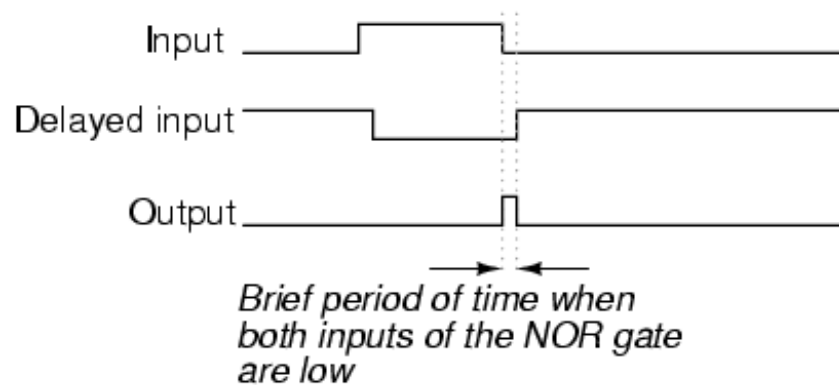 Input
Delayed input
Output
Brief period of time when
both inputs of the NOR gate
are low